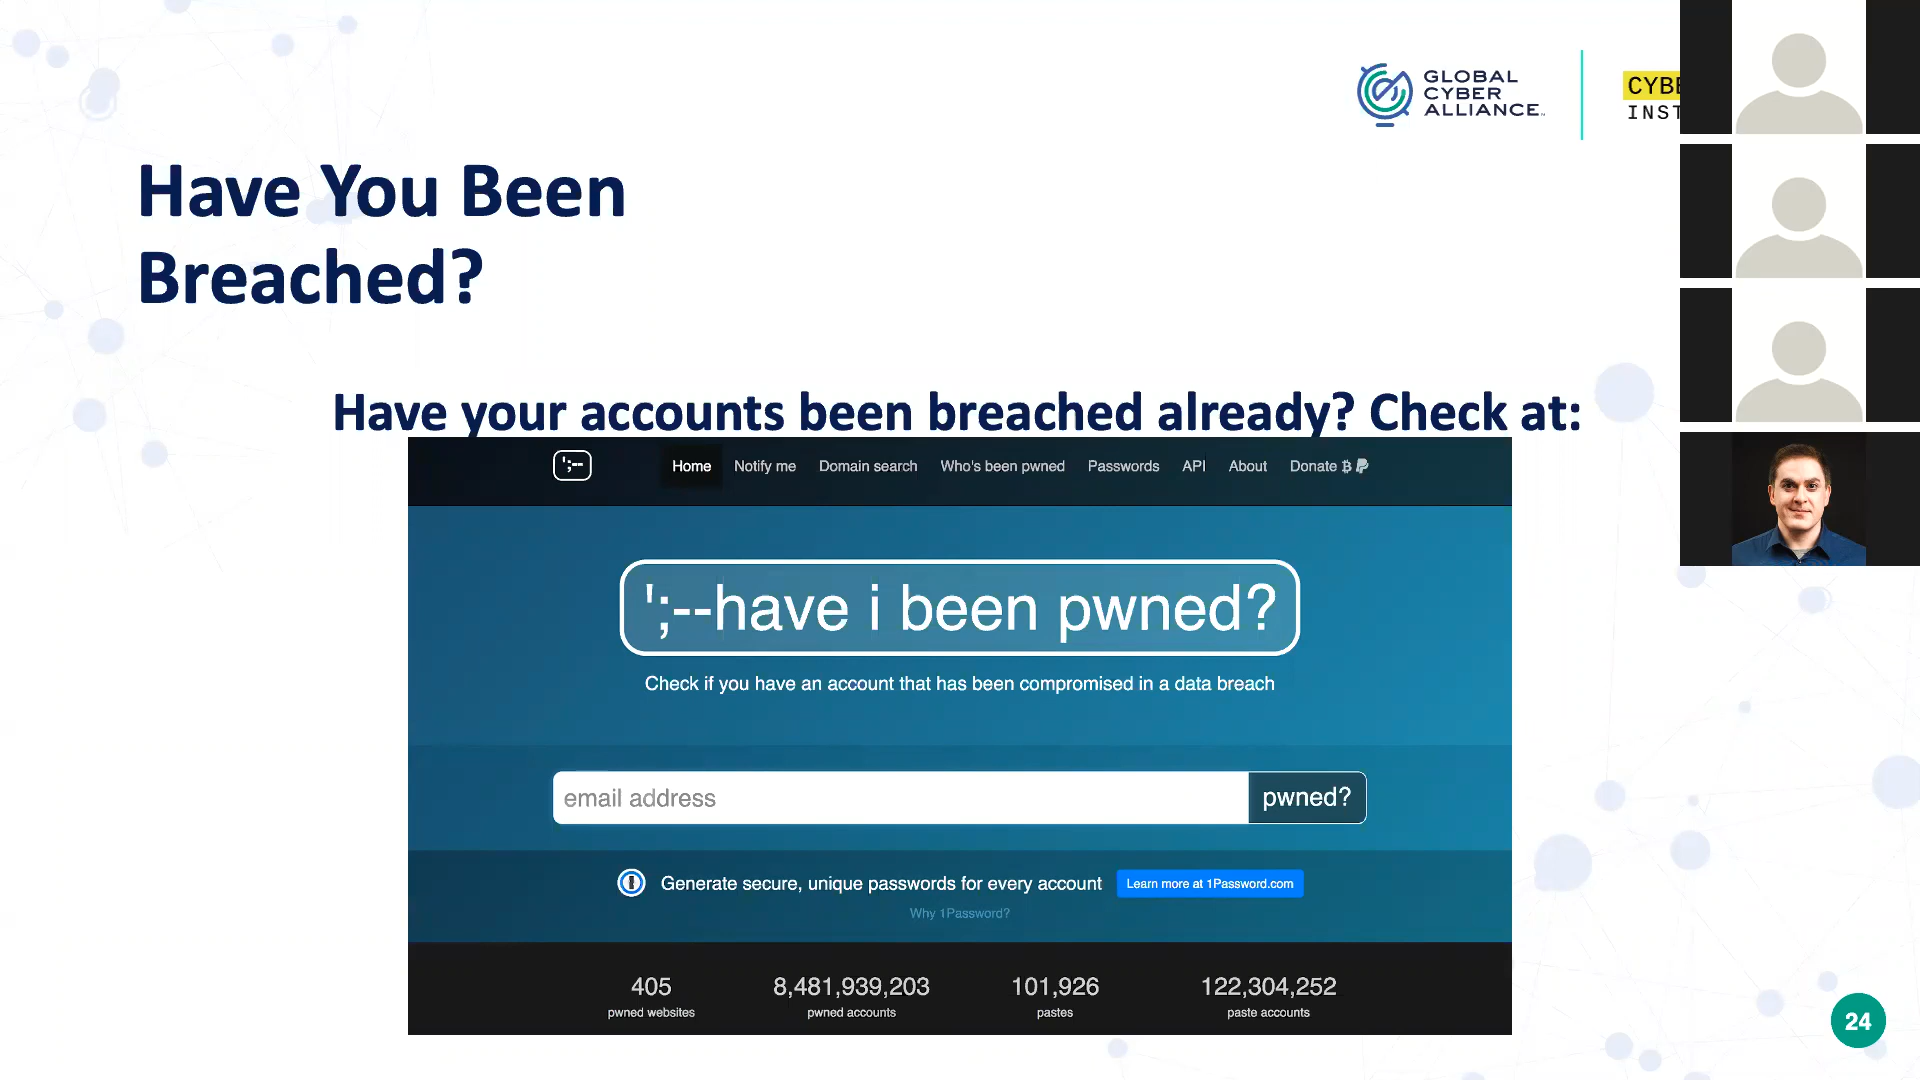 GLOBAL
CYBER
ALLIANCE
Have You Been
Breached?
Have your accounts been breached already? Check at:
';--
Home Notify me Domain search Who's been pwned Passwords API About Donate
';--have i been pwned?
Check if you have an account that has been compromised in a data breach
email address pwned?
Generate secure, unique passwords for every account Learn more at 1Password.com
Why 1Password?
405 8,481,939,203 101,926 122,304,252
pwned websites pwned accounts pastes paste accounts
24